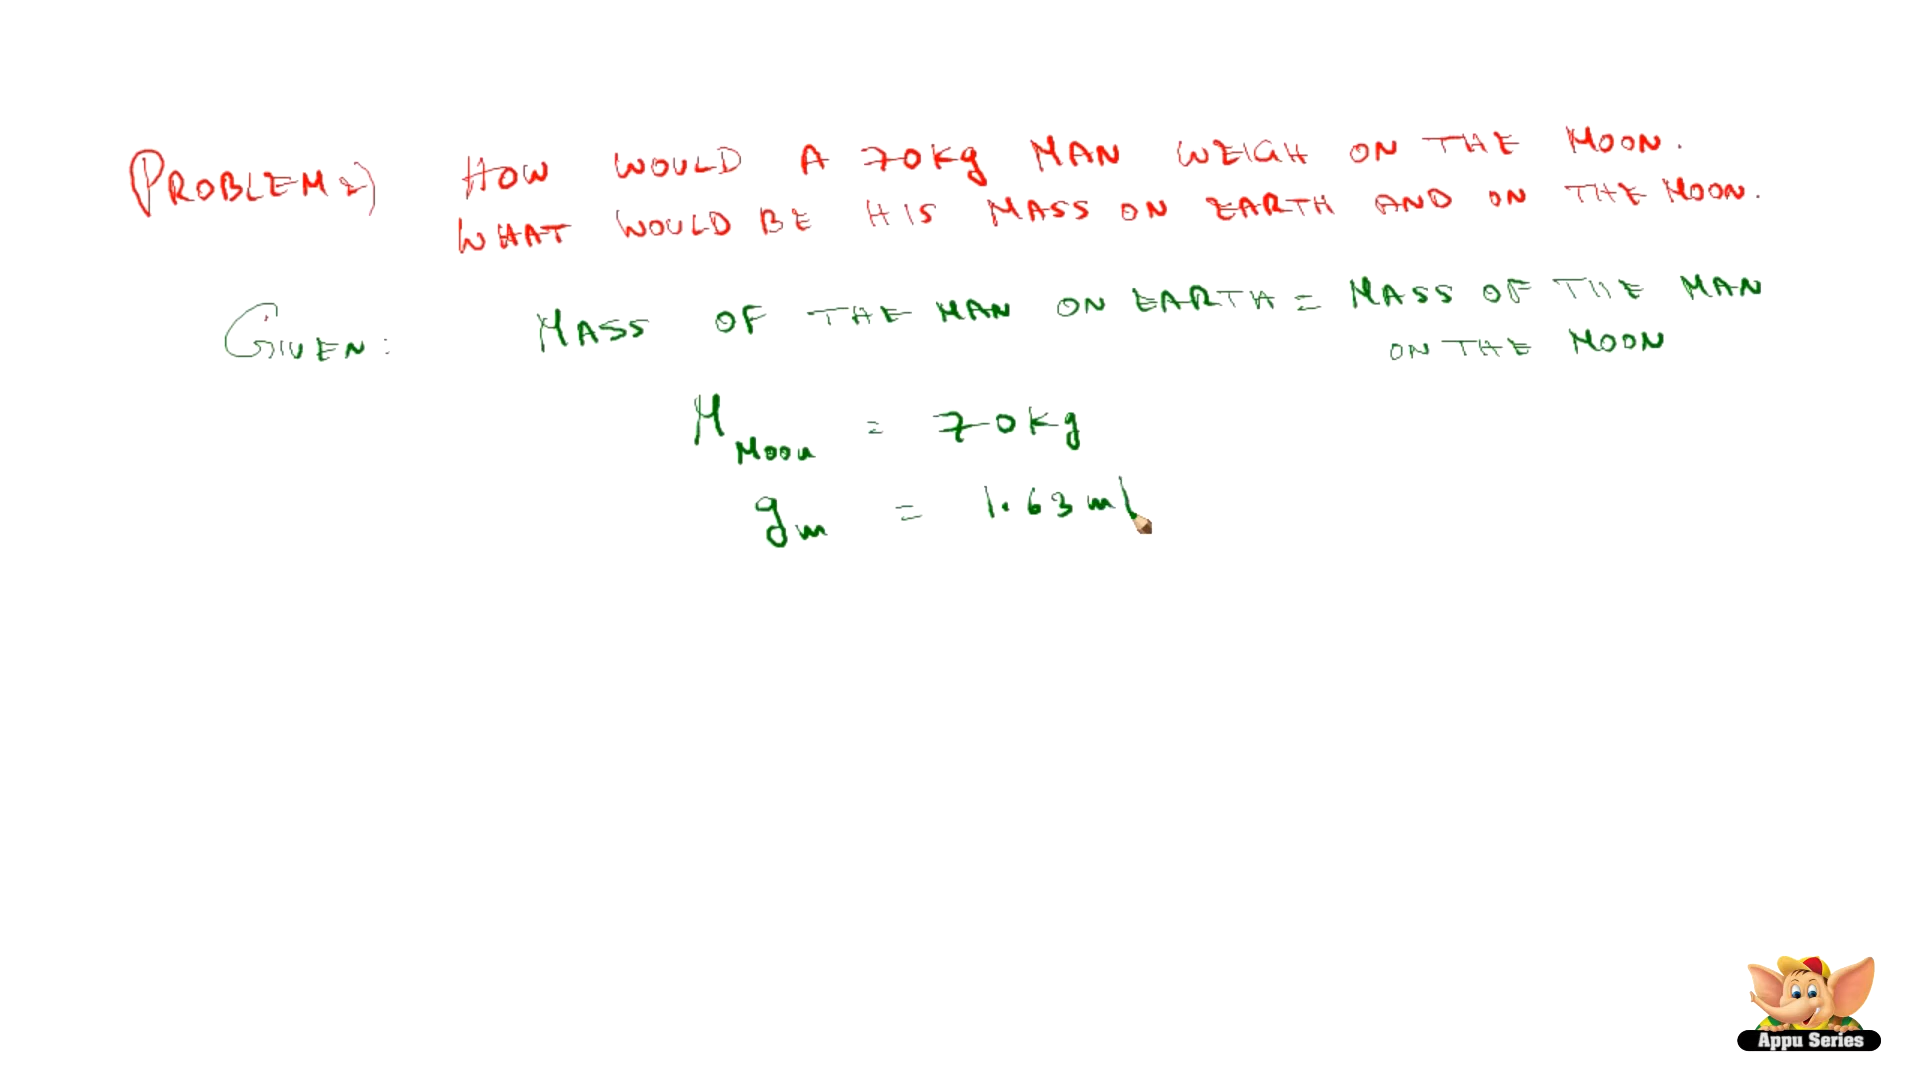 PROBLEM 2) HOW WOULD A 70Kg MAN WEIGH ON THE MOON.
WHAT WOULD BE HIS MASS ON EARTH AND ON THE MOON.
GIVEN: MASS OF THE MAN ON EARTH = MASS OF THE MAN
ON THE MOON
M Moon = 70Kg
gm = 1.63 m/
Appu Series